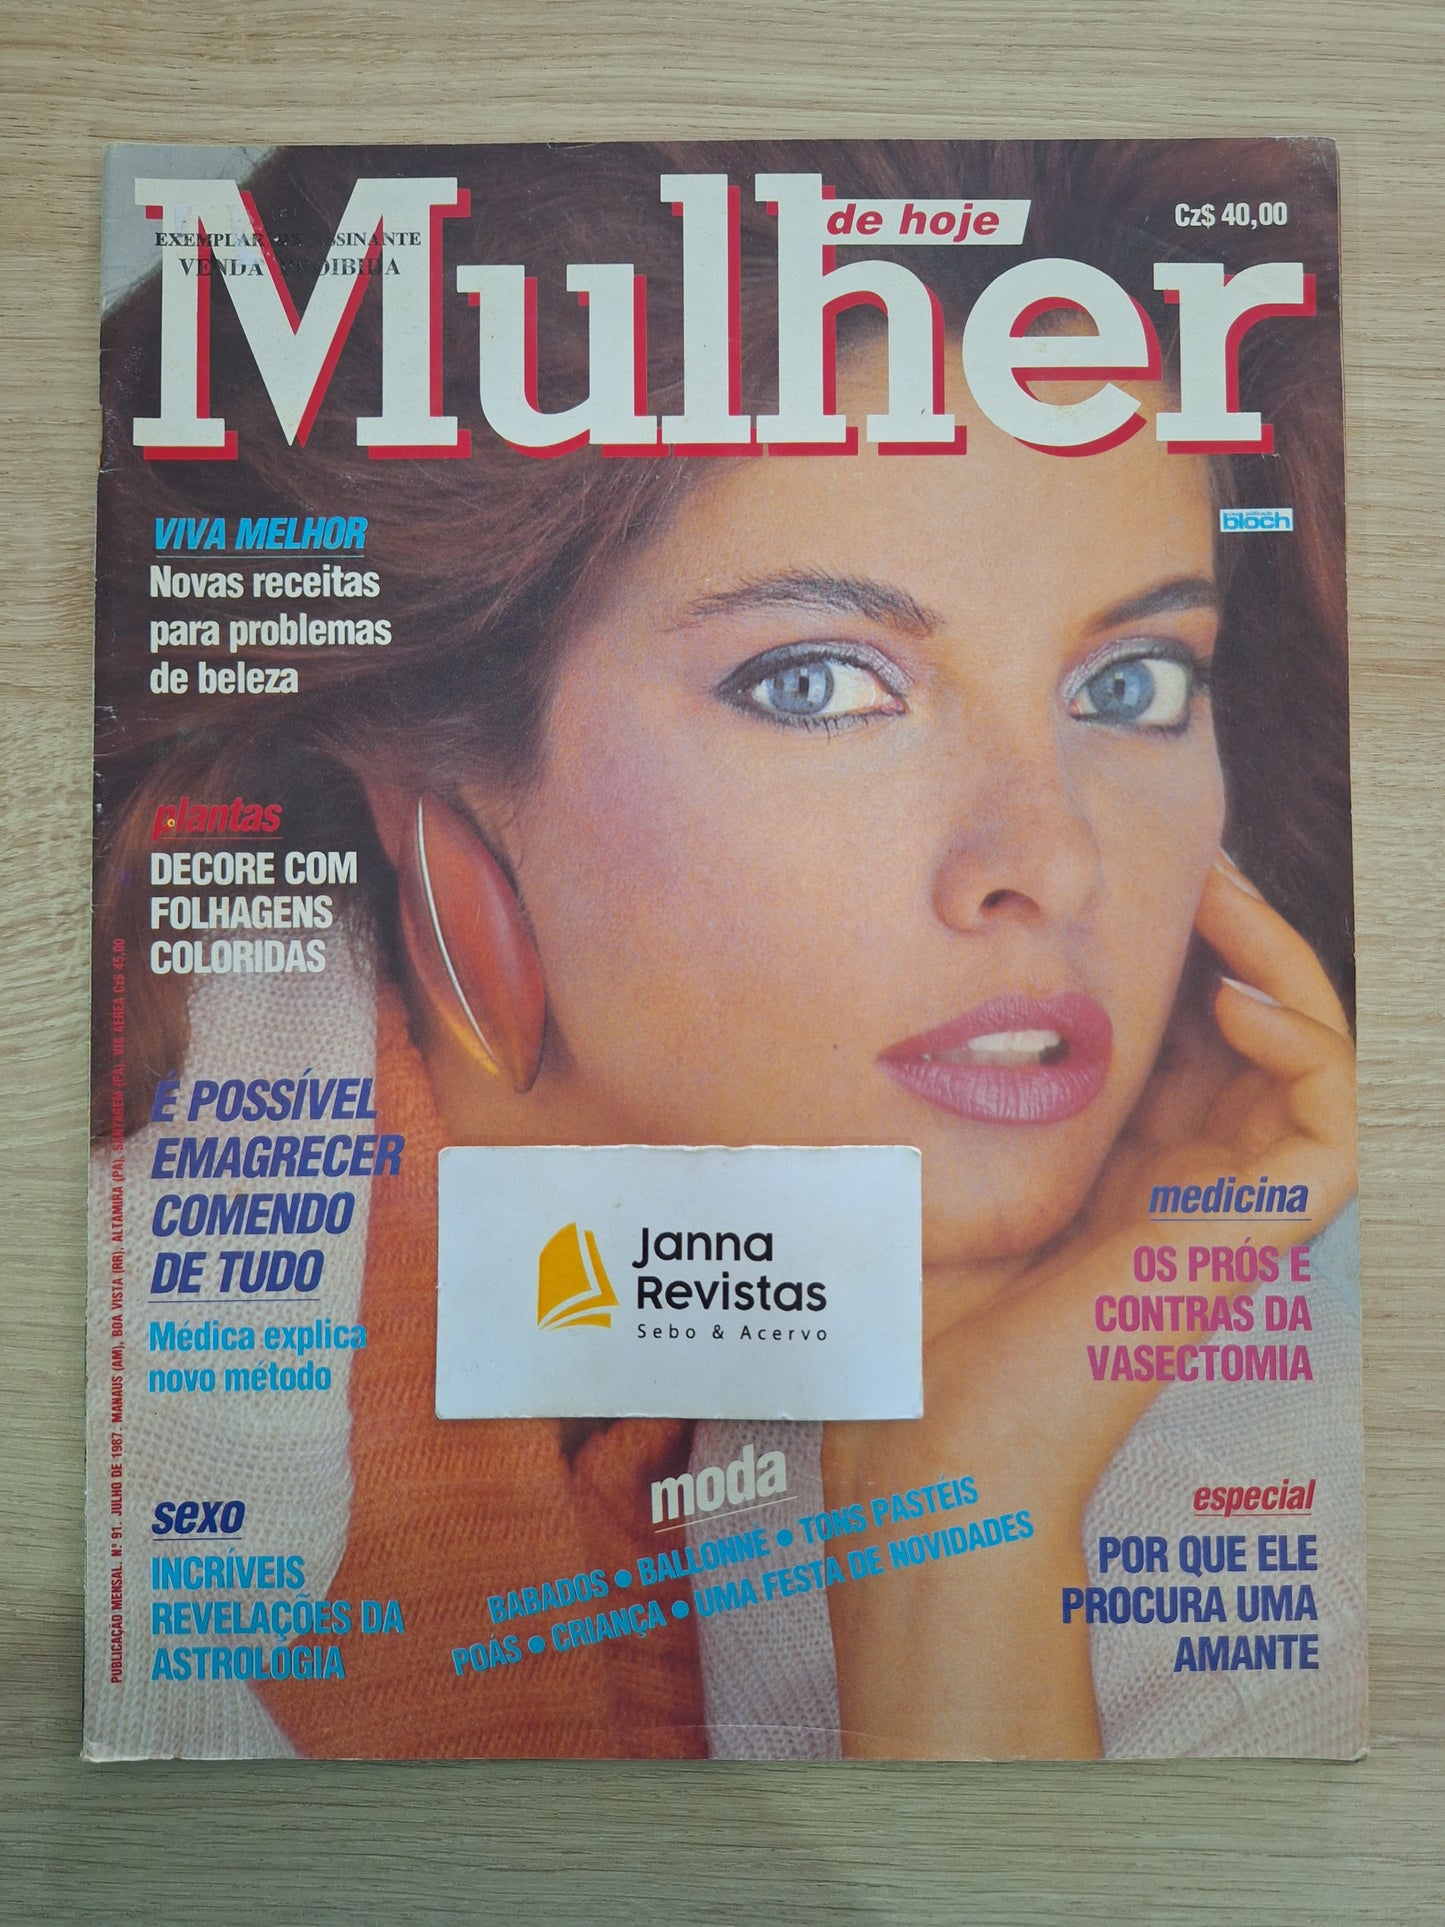 Mulher
de hoje
Cz$ 40,00
EXEMPLAR DE ASSINANTE
VENDA PROIBIDA
bloch
VIVA MELHOR
Novas receitas
para problemas
de beleza
plantas
DECORE COM
FOLHAGENS
COLORIDAS
É POSSÍVEL
EMAGRECER
COMENDO
DE TUDO
Médica explica
novo método
sexo
INCRÍVEIS
REVELAÇÕES DA
ASTROLOGIA
Janna
Revistas
Sebo & Acervo
moda
BABADOS • BALLONNÉ • TONS PASTÉIS
POÁS • CRIANÇA • UMA FESTA DE NOVIDADES
medicina
OS PRÓS E
CONTRAS DA
VASECTOMIA
especial
POR QUE ELE
PROCURA UMA
AMANTE
PUBLICAÇÃO MENSAL. Nº 91. JULHO DE 1987. MANAUS (AM), BOA VISTA (RR), ALTAMIRA (PA), SANTARÉM (PA). VIA AÉREA Cz$ 45,00